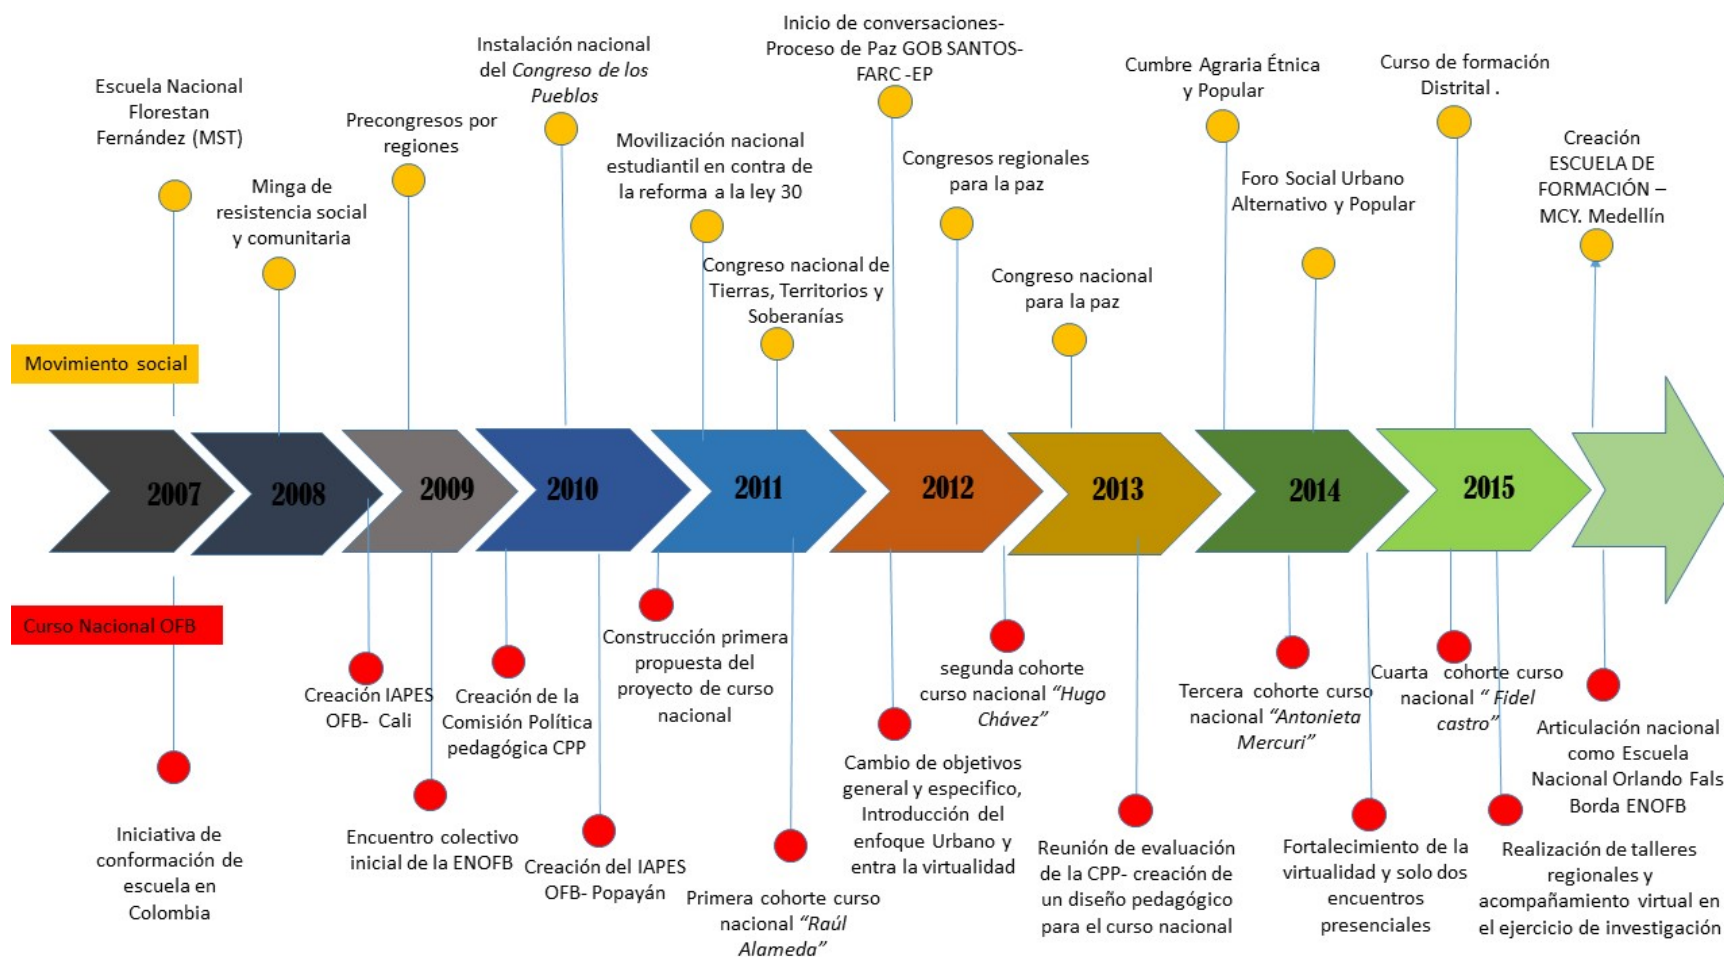 Escuela Nacional
Florestan
Fernández (MST)
Minga de
resistencia social
y comunitaria
Precongresos por
regiones
Instalación nacional
del Congreso de los
Pueblos
Movilización nacional
estudiantil en contra de
la reforma a la ley 30
Congreso nacional de
Tierras, Territorios y
Soberanías
Inicio de conversaciones-
Proceso de Paz GOB SANTOS-
FARC -EP
Congresos regionales
para la paz
Congreso nacional
para la paz
Cumbre Agraria Étnica
y Popular
Foro Social Urbano
Alternativo y Popular
Curso de formación
Distrital .
Creación
ESCUELA DE
FORMACIÓN –
MCY. Medellín
Movimiento social
2007
2008
2009
2010
2011
2012
2013
2014
2015
Curso Nacional OFB
Iniciativa de
conformación de
escuela en
Colombia
Creación IAPES
OFB- Cali
Encuentro colectivo
inicial de la ENOFB
Creación de la
Comisión Política
pedagógica CPP
Creación del IAPES
OFB- Popayán
Construcción primera
propuesta del
proyecto de curso
nacional
Primera cohorte curso
nacional “Raúl
Alameda”
Cambio de objetivos
general y especifico,
Introducción del
enfoque Urbano y
entra la virtualidad
segunda cohorte
curso nacional “Hugo
Chávez”
Reunión de evaluación
de la CPP- creación de
un diseño pedagógico
para el curso nacional
Tercera cohorte curso
nacional “Antonieta
Mercuri”
Fortalecimiento de la
virtualidad y solo dos
encuentros
presenciales
Cuarta cohorte curso
nacional “ Fidel
castro”
Realización de talleres
regionales y
acompañamiento virtual en
el ejercicio de investigación
Articulación nacional
como Escuela
Nacional Orlando Fals
Borda ENOFB